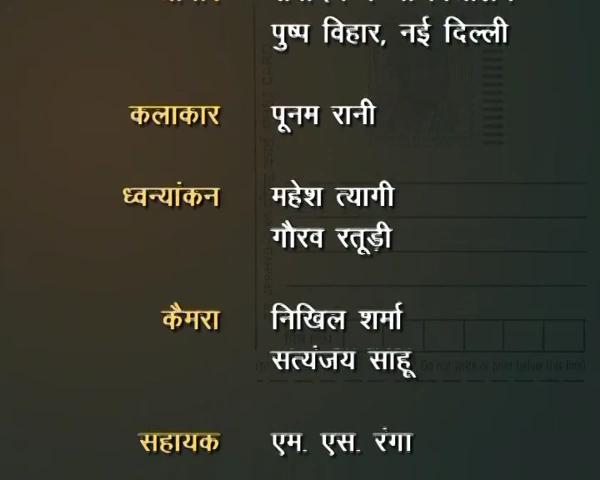 पुष्प विहार, नई दिल्ली
कलाकार पूनम रानी
ध्वन्यांकन महेश त्यागी
गौरव रतूड़ी
कैमरा निखिल शर्मा
सत्यंजय साहू
सहायक एम. एस. रंगा